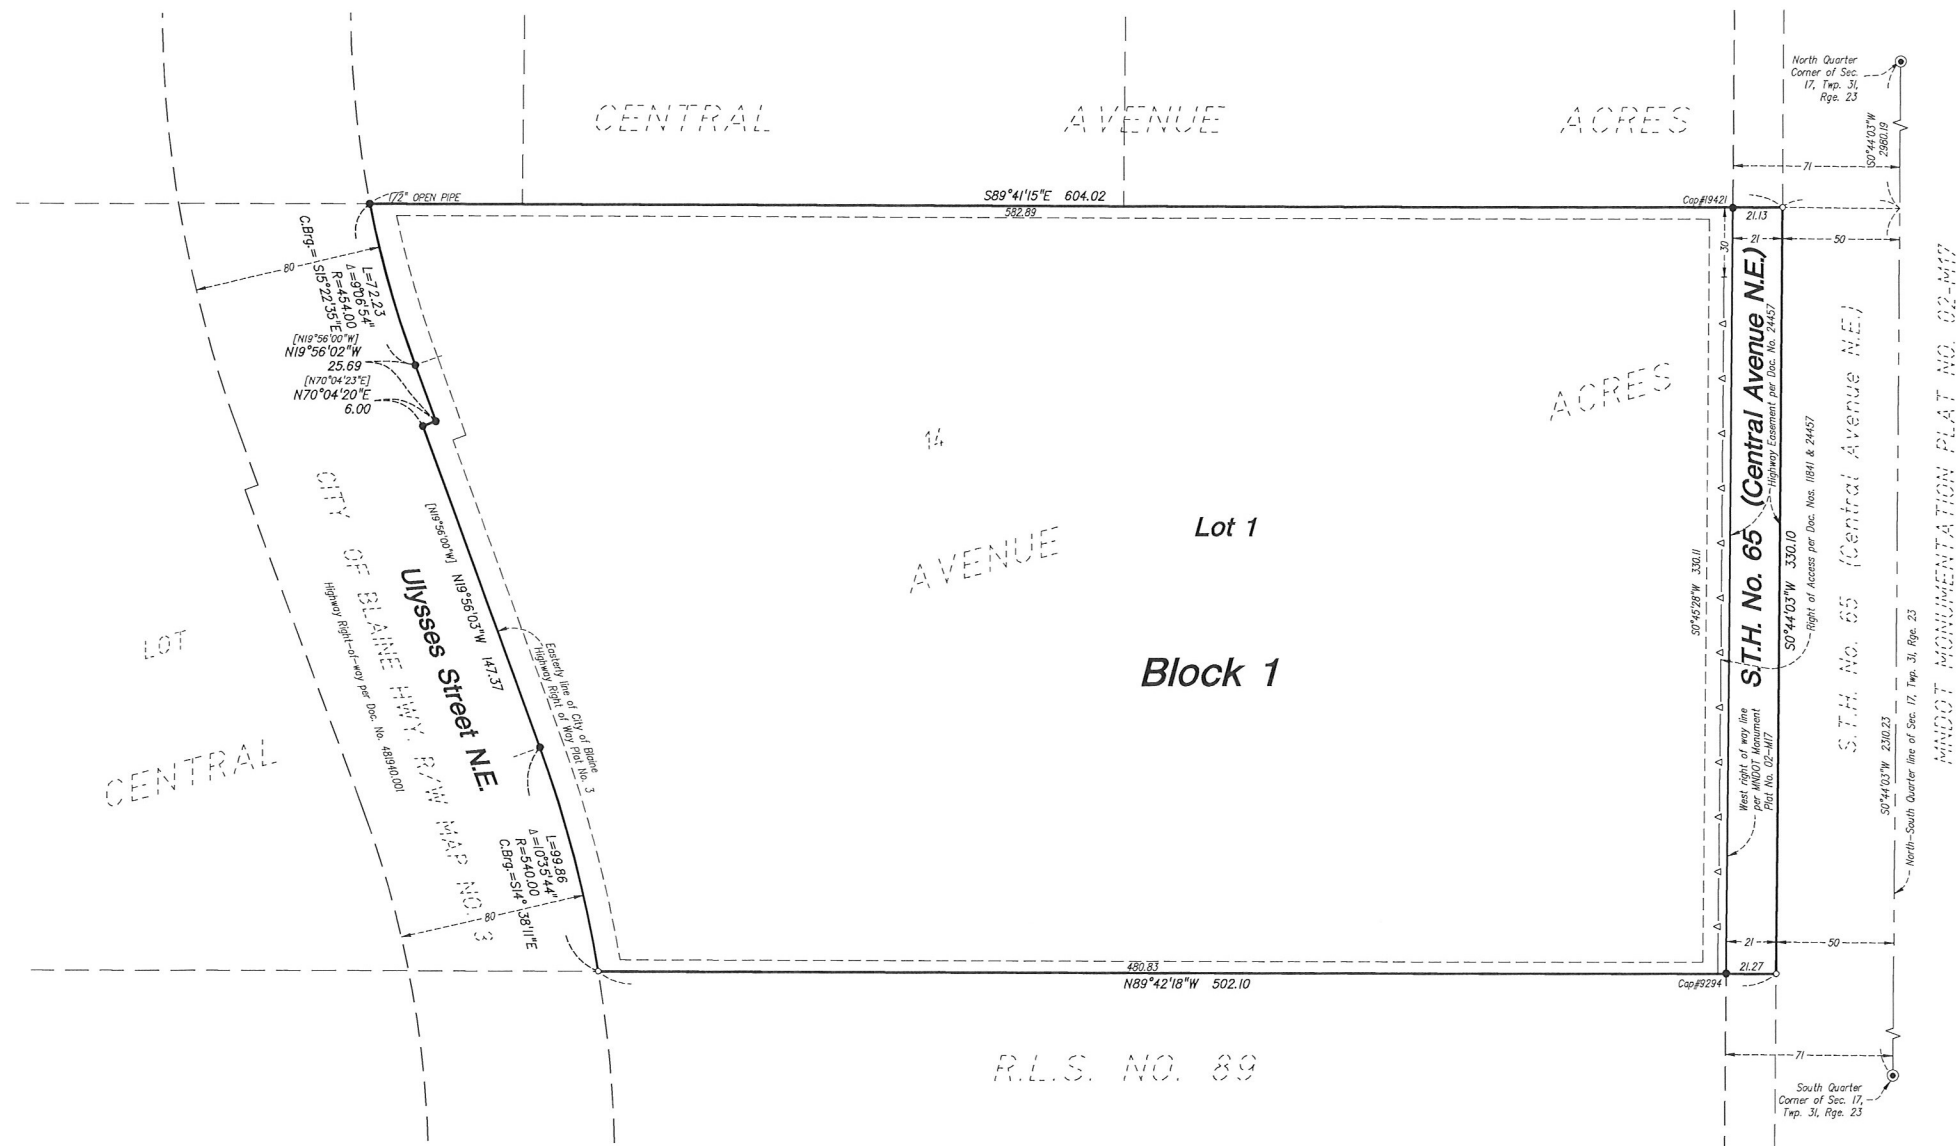 CENTRAL AVENUE ACRES
North Quarter
Corner of Sec.
17, Twp. 31,
Rge. 23
S0°44'03"W
2980.19
71
1/2" OPEN PIPE
S89°41'15"E 604.02
582.89
Cap#19421
21.13
21
50
30
80
L=72.23
Δ=9°06'54"
R=454.00
C.Brg.= S15°22'35"E
[N19°56'00"W]
N19°56'02"W
25.69
[N70°04'23"E]
N70°04'20"E
6.00
[N19°56'00"W] N19°56'03"W 147.37
Easterly line of City of Blaine
Highway Right of Way Plat No. 3
Ulysses Street N.E.
CITY OF BLAINE HWY. R/W MAP NO. 3
Highway Right-of-way per Doc. No. 481940.001
LOT
CENTRAL
14
AVENUE
ACRES
Lot 1
Block 1
S0°45'28"W 330.11
S.T.H. No. 65 (Central Avenue N.E.)
Highway Easement per Doc. No. 24457
S0°44'03"W 330.10
Right of Access per Doc. Nos. 11841 & 24457
West right of way line
per MNDOT Monument
Plat No. 02-M17
S.T.H. No. 65 (Central Avenue N.E.)
S0°44'03"W 2310.23
North-South Quarter line of Sec. 17, Twp. 31, Rge. 23
MNDOT MONUMENTATION PLAT NO. 02-M17
L=99.86
Δ=10°35'44"
R=540.00
C.Brg.=S14°38'11"E
80
480.83
N89°42'18"W 502.10
21
50
21.27
Cap#9294
71
R.L.S. NO. 89
South Quarter
Corner of Sec. 17,
Twp. 31, Rge. 23